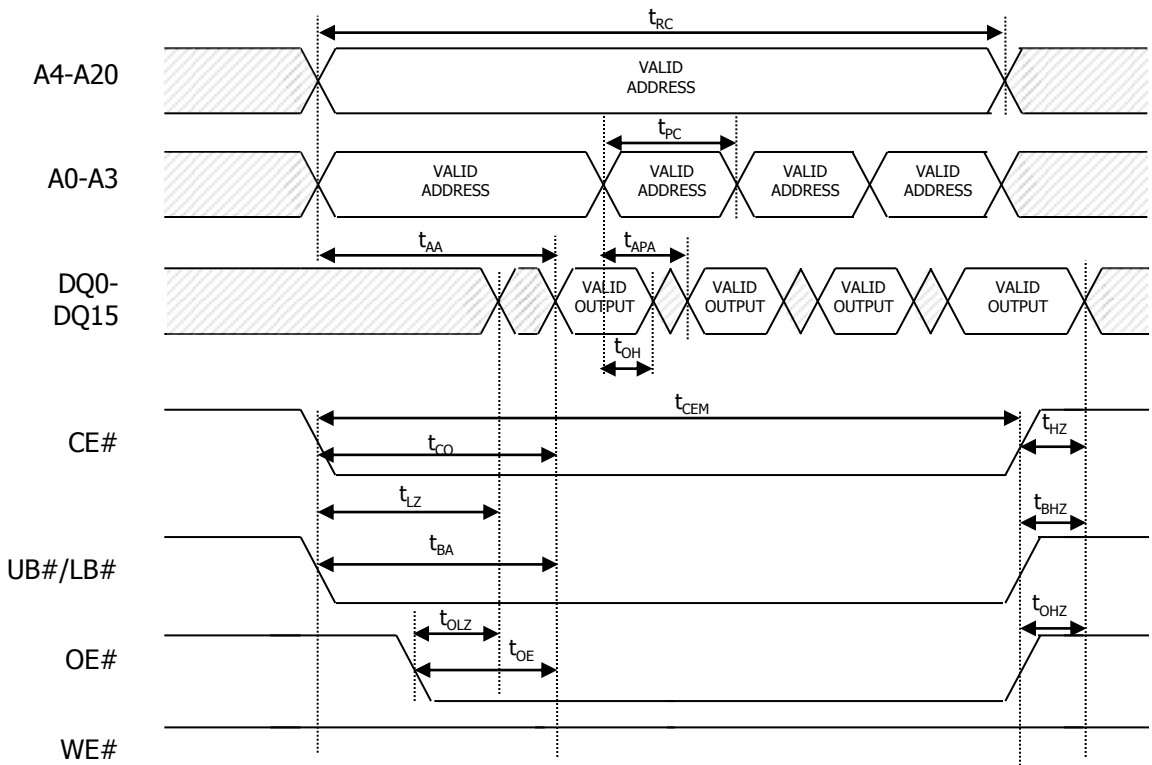 tRC
A4-A20
VALID
ADDRESS
tPC
A0-A3
VALID
ADDRESS
VALID
ADDRESS
VALID
ADDRESS
VALID
ADDRESS
tAA
tAPA
DQ0-
DQ15
VALID
OUTPUT
VALID
OUTPUT
VALID
OUTPUT
VALID
OUTPUT
tOH
tCEM
CE#
tHZ
tCO
tLZ
tBHZ
UB#/LB#
tBA
tOLZ
tOHZ
OE#
tOE
WE#